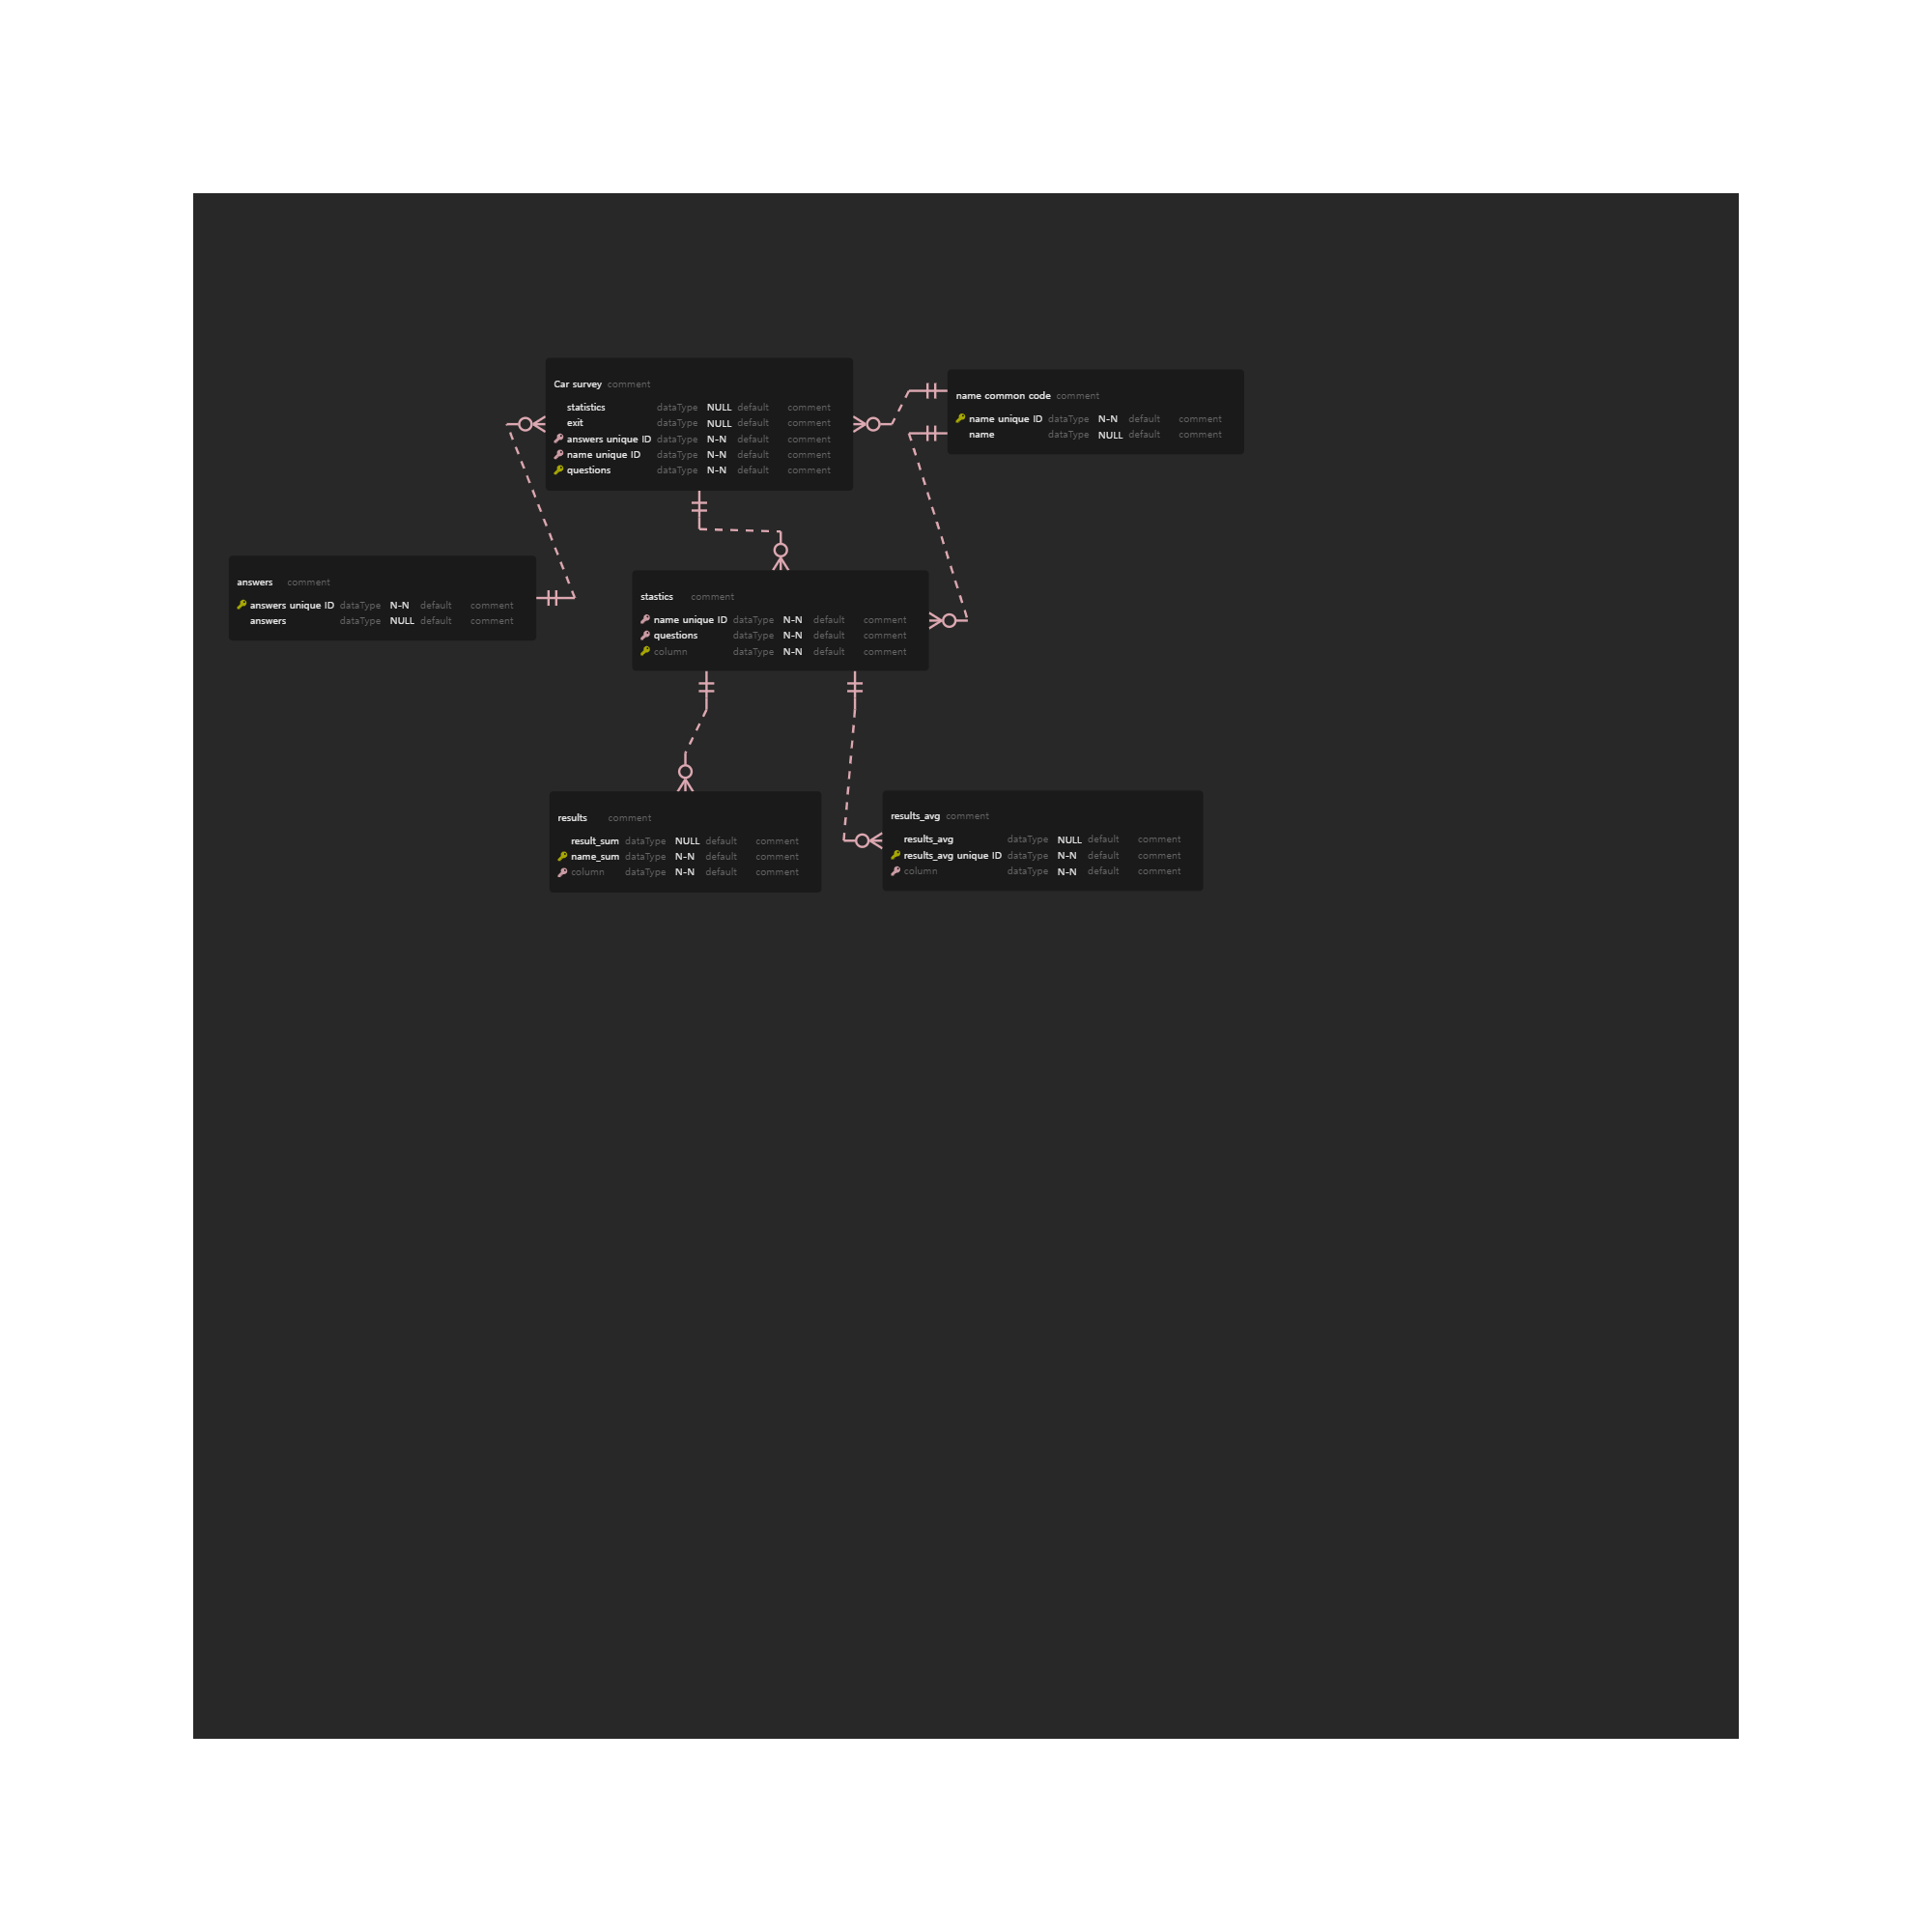 Car survey comment
statistics dataType NULL default comment
exit dataType NULL default comment
answers unique ID dataType N-N default comment
name unique ID dataType N-N default comment
questions dataType N-N default comment
name common code comment
name unique ID dataType N-N default comment
name dataType NULL default comment
answers comment
answers unique ID dataType N-N default comment
answers dataType NULL default comment
stastics comment
name unique ID dataType N-N default comment
questions dataType N-N default comment
column dataType N-N default comment
results comment
result_sum dataType NULL default comment
name_sum dataType N-N default comment
column dataType N-N default comment
results_avg comment
results_avg dataType NULL default comment
results_avg unique ID dataType N-N default comment
column dataType N-N default comment